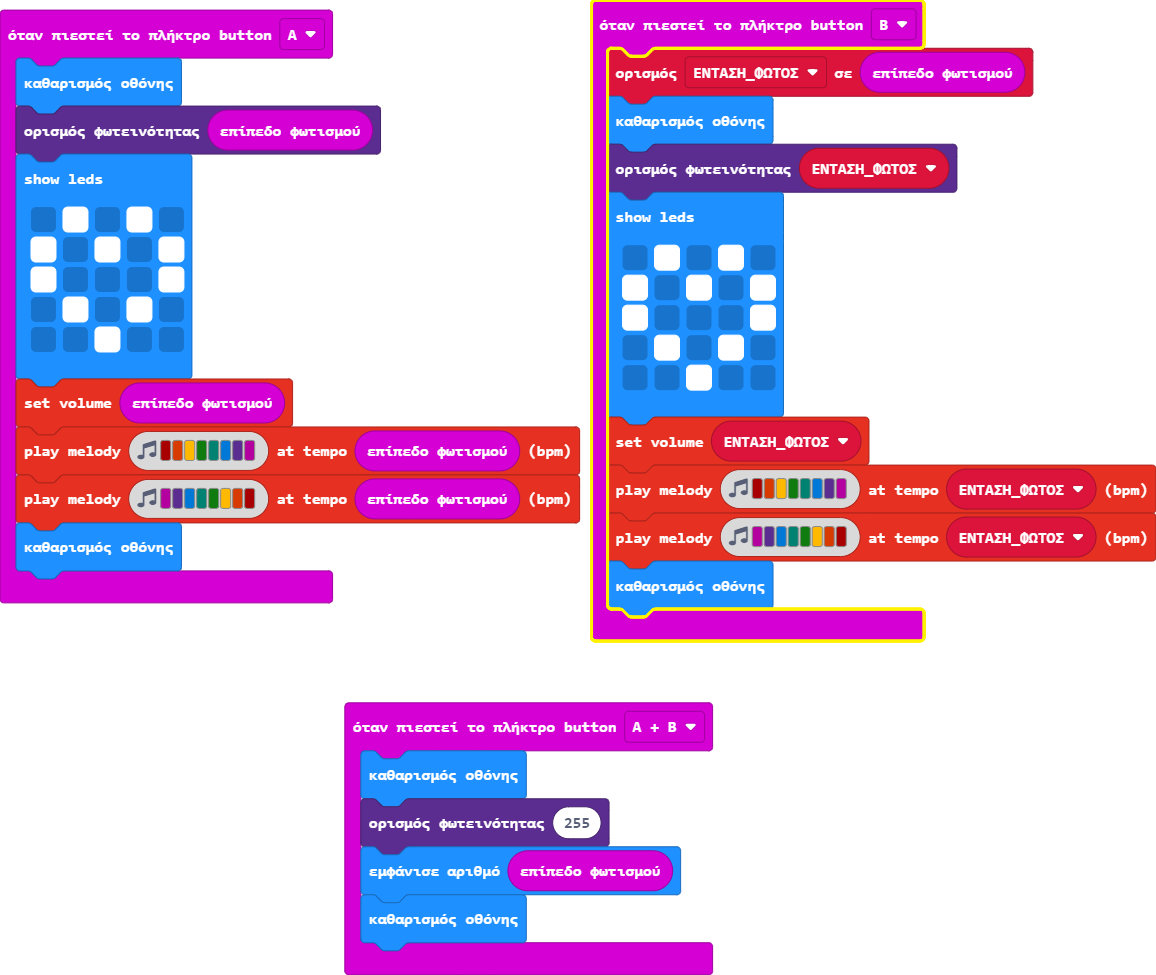 όταν πιεστεί το πλήκτρο button A
καθαρισμός οθόνης
ορισμός φωτεινότητας επίπεδο φωτισμού
show leds
set volume επίπεδο φωτισμού
play melody at tempo επίπεδο φωτισμού (bpm)
play melody at tempo επίπεδο φωτισμού (bpm)
καθαρισμός οθόνης
όταν πιεστεί το πλήκτρο button B
ορισμός ΕΝΤΑΣΗ_ΦΩΤΟΣ σε επίπεδο φωτισμού
καθαρισμός οθόνης
ορισμός φωτεινότητας ΕΝΤΑΣΗ_ΦΩΤΟΣ
show leds
set volume ΕΝΤΑΣΗ_ΦΩΤΟΣ
play melody at tempo ΕΝΤΑΣΗ_ΦΩΤΟΣ (bpm)
play melody at tempo ΕΝΤΑΣΗ_ΦΩΤΟΣ (bpm)
καθαρισμός οθόνης
όταν πιεστεί το πλήκτρο button A + B
καθαρισμός οθόνης
ορισμός φωτεινότητας 255
εμφάνισε αριθμό επίπεδο φωτισμού
καθαρισμός οθόνης